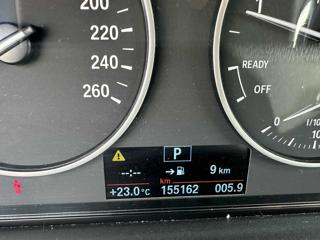 200
220
240
260
READY
OFF
0
P
--:--
9 km
km
+23.0°C 155162 005.9